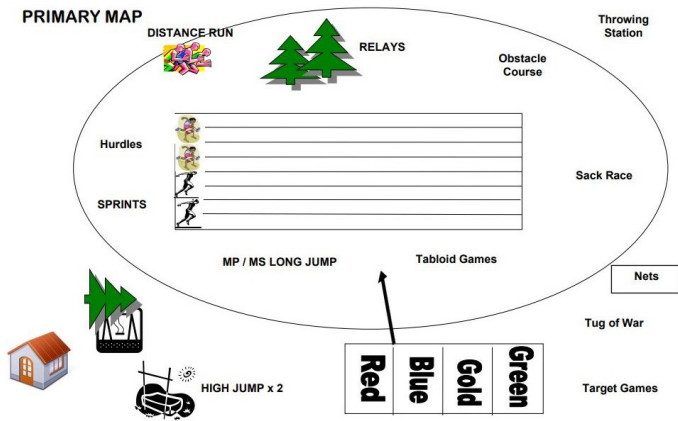 PRIMARY MAP
DISTANCE RUN
RELAYS
Throwing
Station
Obstacle
Course
Hurdles
Sack Race
SPRINTS
MP / MS LONG JUMP
Tabloid Games
Nets
Tug of War
HIGH JUMP x 2
Red
Blue
Gold
Green
Target Games